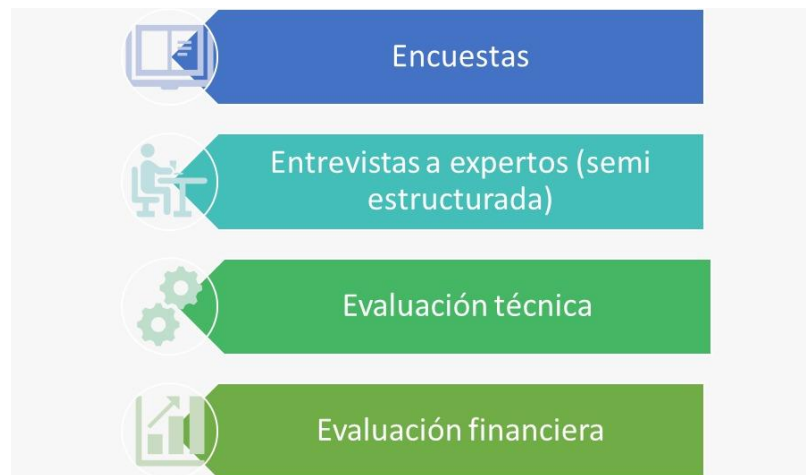 Encuestas
Entrevistas a expertos (semi
estructurada)
Evaluación técnica
Evaluación financiera